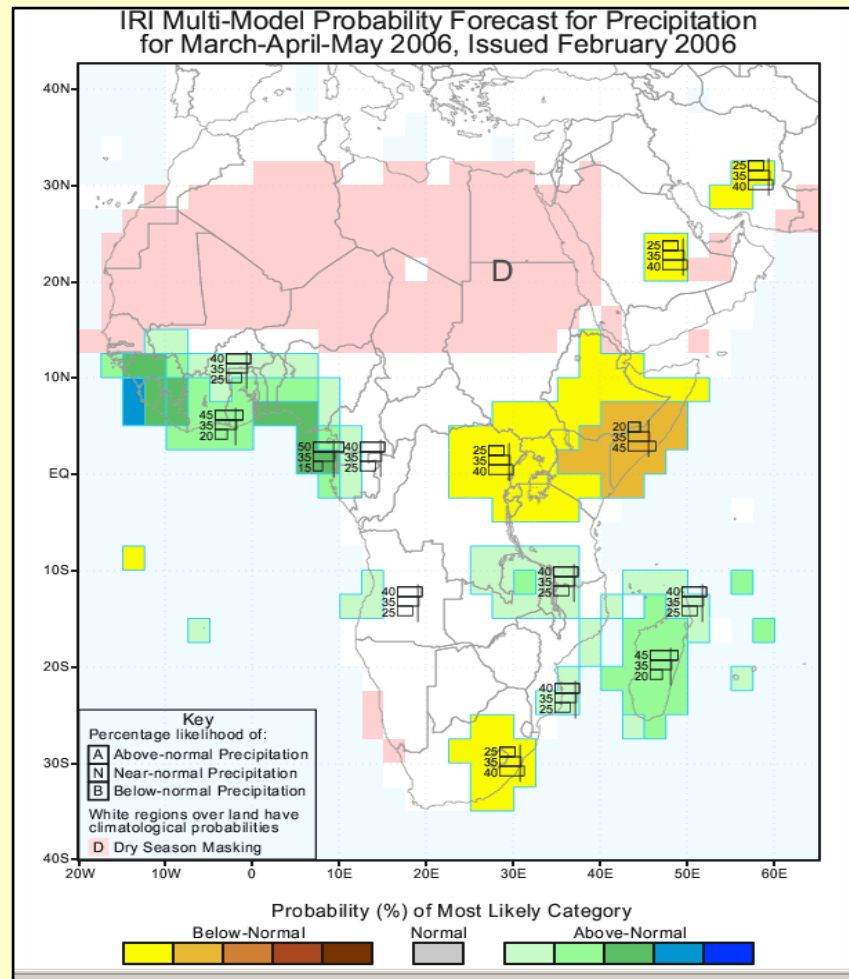 IRI Multi-Model Probability Forecast for Precipitation
for March-April-May 2006, Issued February 2006
40N
30N
20N
10N
EQ
10S
20S
30S
40S
25
35
40
25
35
40
D
40
35
25
45
35
20
50
35
15
40
35
25
25
35
40
20
35
45
40
35
25
40
35
25
40
35
25
45
35
20
40
35
25
25
35
40
Key
Percentage likelihood of:
A Above-normal Precipitation
N Near-normal Precipitation
B Below-normal Precipitation
White regions over land have
climatological probabilities
D Dry Season Masking
20W 10W 0 10E 20E 30E 40E 50E 60E
Probability (%) of Most Likely Category
Below-Normal Normal Above-Normal